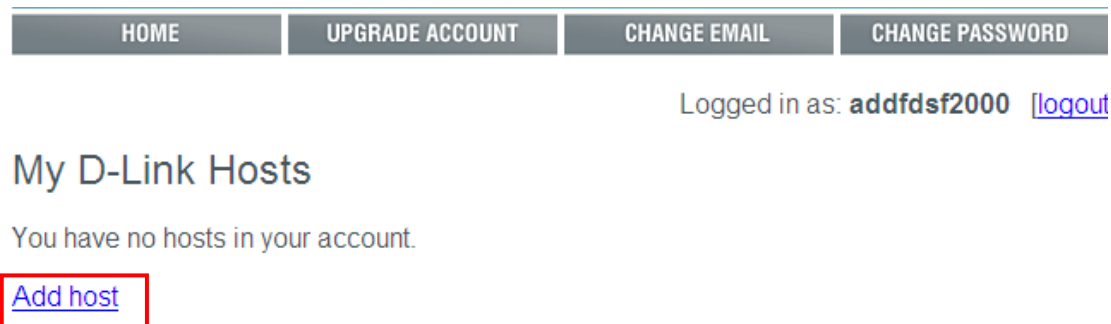 HOME UPGRADE ACCOUNT CHANGE EMAIL CHANGE PASSWORD
Logged in as: addfdsf2000 [logout
My D-Link Hosts
You have no hosts in your account.
Add host